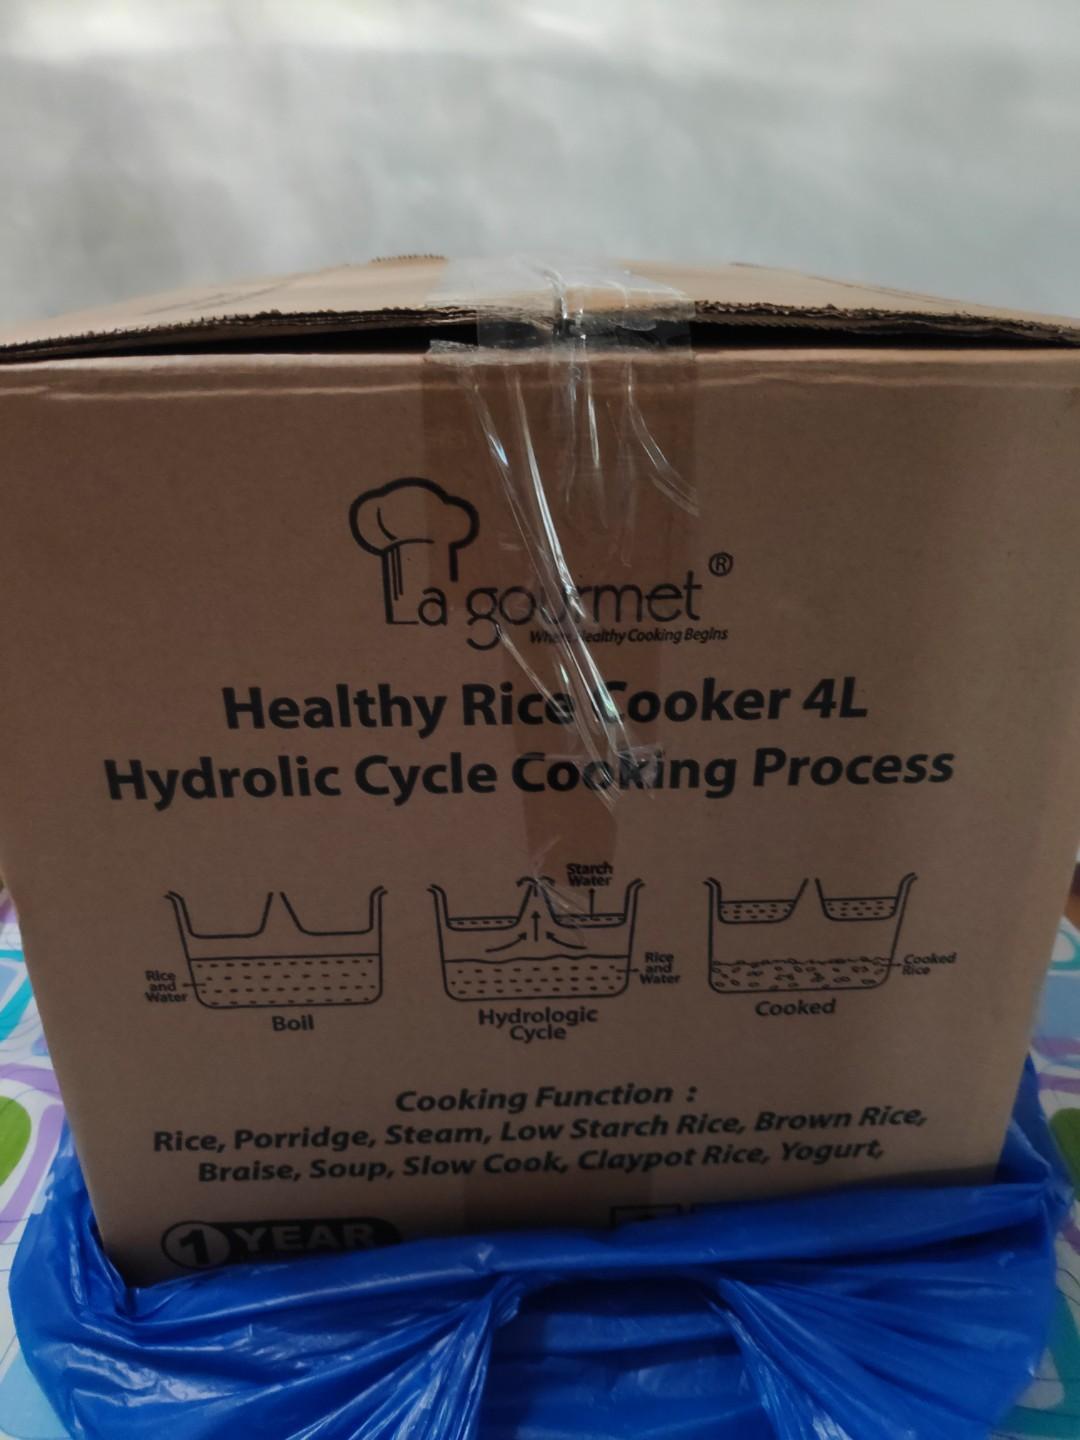 La gourmet ®
Where Healthy Cooking Begins
Healthy Rice Cooker 4L
Hydrolic Cycle Cooking Process
Starch
Water
Rice
and
Water
Boil
Rice
and
Water
Hydrologic
Cycle
Cooked
Rice
Cooked
Cooking Function :
Rice, Porridge, Steam, Low Starch Rice, Brown Rice,
Braise, Soup, Slow Cook, Claypot Rice, Yogurt,
1 YEAR